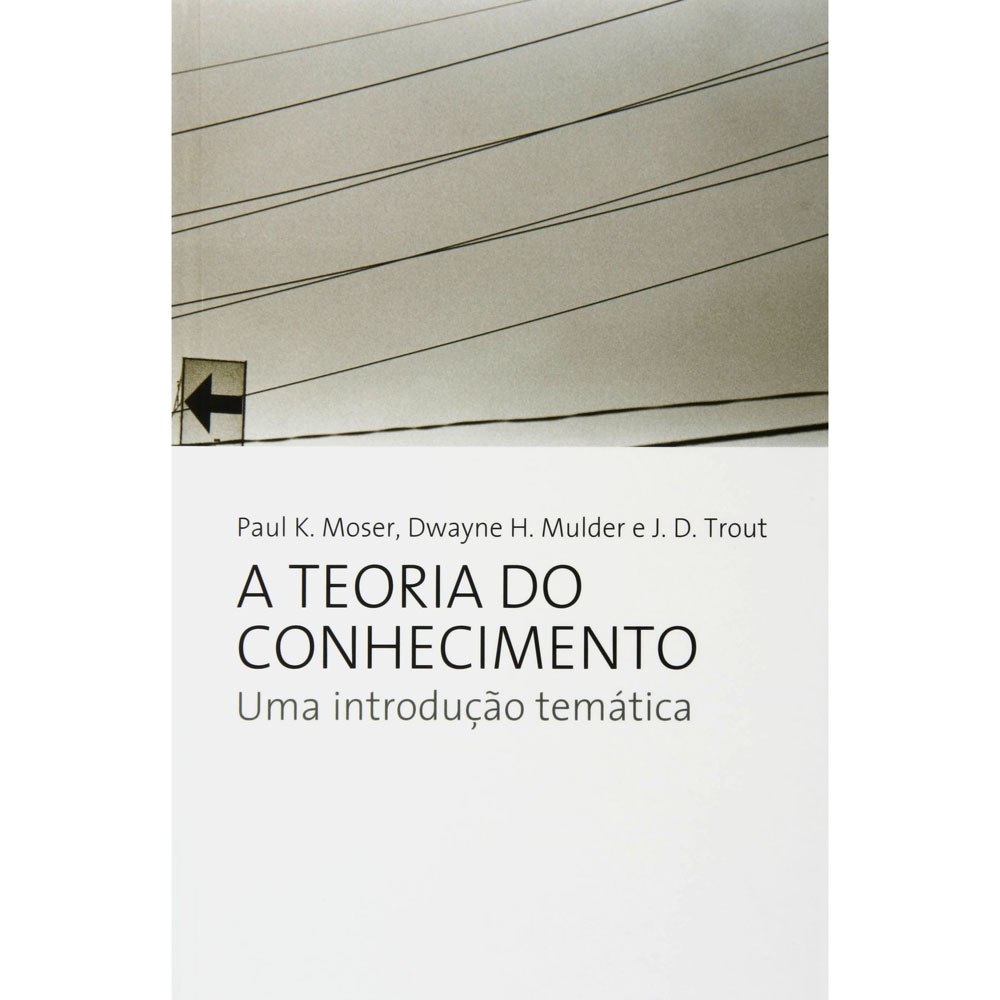 Paul K. Moser, Dwayne H. Mulder e J. D. Trout
A TEORIA DO
CONHECIMENTO
Uma introdução temática